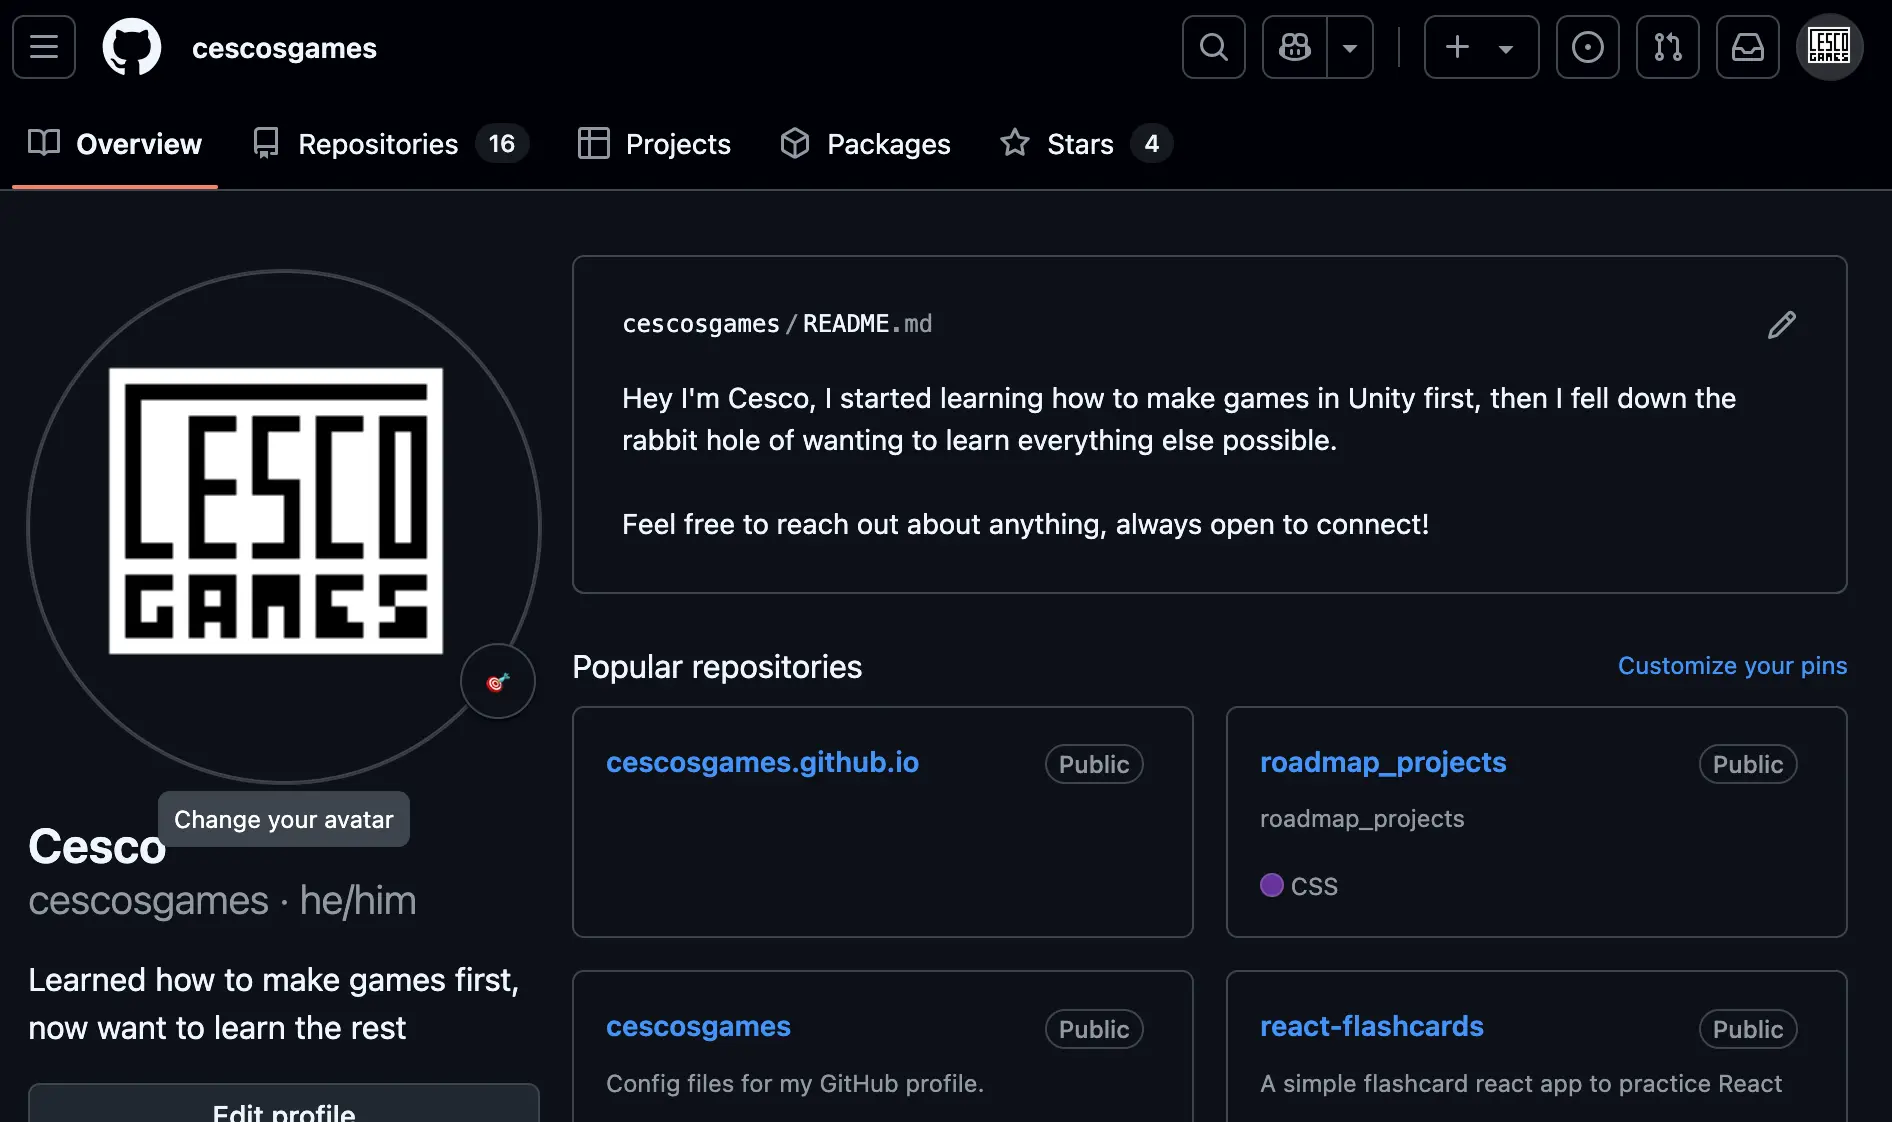 cescosgames
Overview
Repositories 16
Projects
Packages
Stars 4
CESCO
GAMES
CESCO
GAMES
Change your avatar
Cesco
cescosgames · he/him
Learned how to make games first,
now want to learn the rest
Edit profile
cescosgames/README.md
Hey I'm Cesco, I started learning how to make games in Unity first, then I fell down the
rabbit hole of wanting to learn everything else possible.
Feel free to reach out about anything, always open to connect!
Popular repositories
Customize your pins
cescosgames.github.io
Public
roadmap_projects
Public
roadmap_projects
CSS
cescosgames
Public
Config files for my GitHub profile.
react-flashcards
Public
A simple flashcard react app to practice React